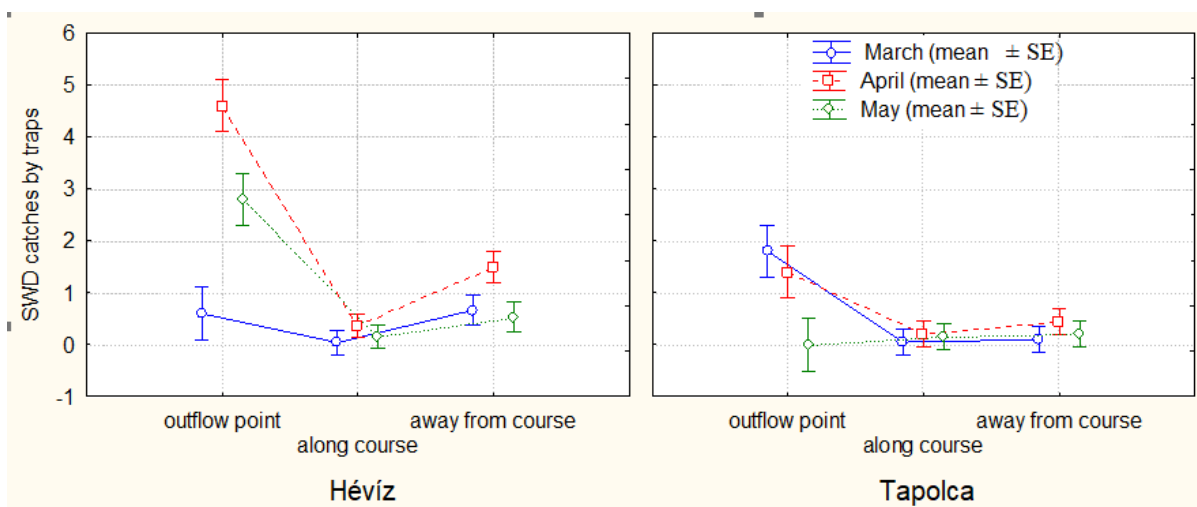 6
5
4
3
2
1
0
-1
SWD catches by traps
March (mean ± SE)
April (mean ± SE)
May (mean ± SE)
outflow point
along course
away from course
outflow point
along course
away from course
Hévíz
Tapolca